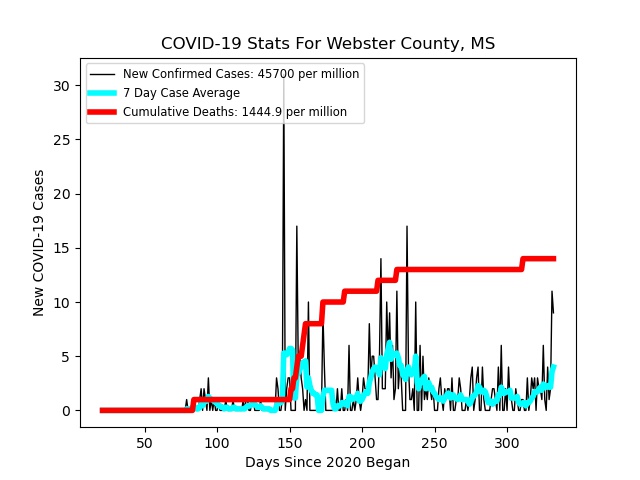 COVID-19 Stats For Webster County, MS
New Confirmed Cases: 45700 per million
7 Day Case Average
Cumulative Deaths: 1444.9 per million
New COVID-19 Cases
30
25
20
15
10
5
0
50 100 150 200 250 300
Days Since 2020 Began